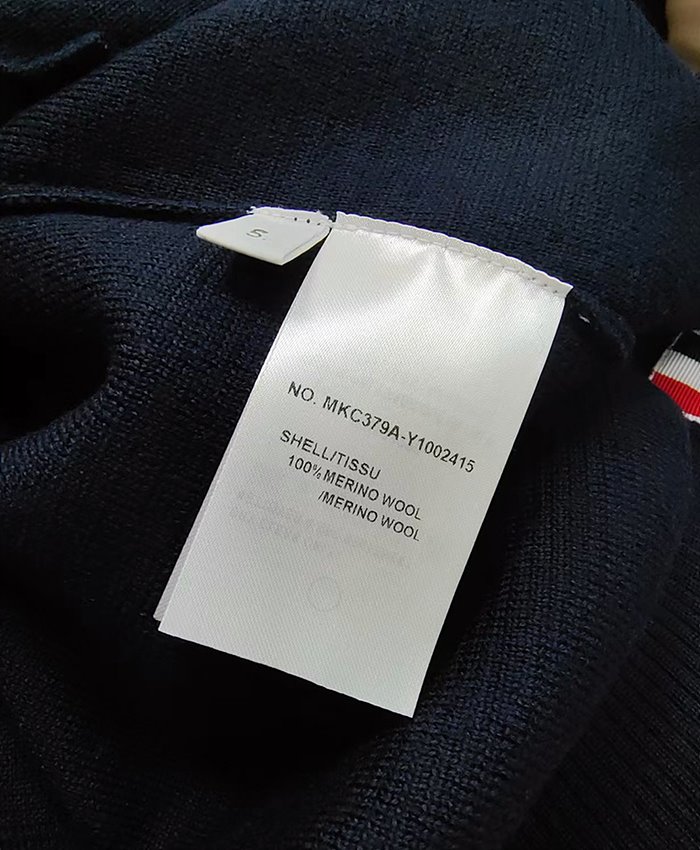 S
NO. MKC379A-Y1002415
SHELL/TISSU
100% MERINO WOOL
/MERINO WOOL